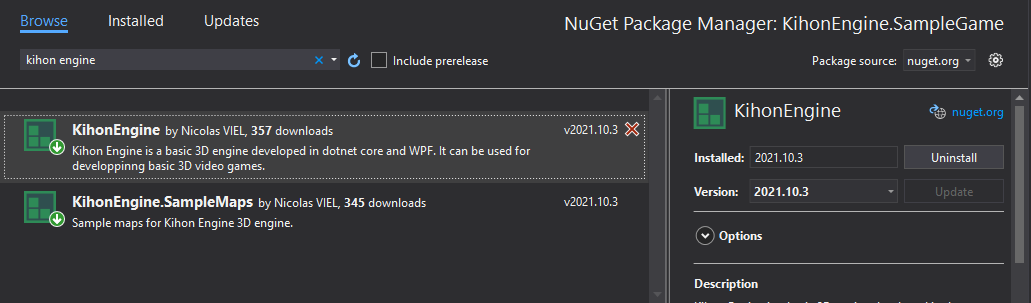 Browse Installed Updates NuGet Package Manager: KihonEngine.SampleGame
kihon engine Include prerelease Package source: nuget.org
KihonEngine by Nicolas VIEL, 357 downloads v2021.10.3
Kihon Engine is a basic 3D engine developed in dotnet core and WPF. It can be used for
developpinng basic 3D video games.
KihonEngine.SampleMaps by Nicolas VIEL, 345 downloads v2021.10.3
Sample maps for Kihon Engine 3D engine.
KihonEngine nuget.org
Installed: 2021.10.3 Uninstall
Version: 2021.10.3 Update
Options
Description